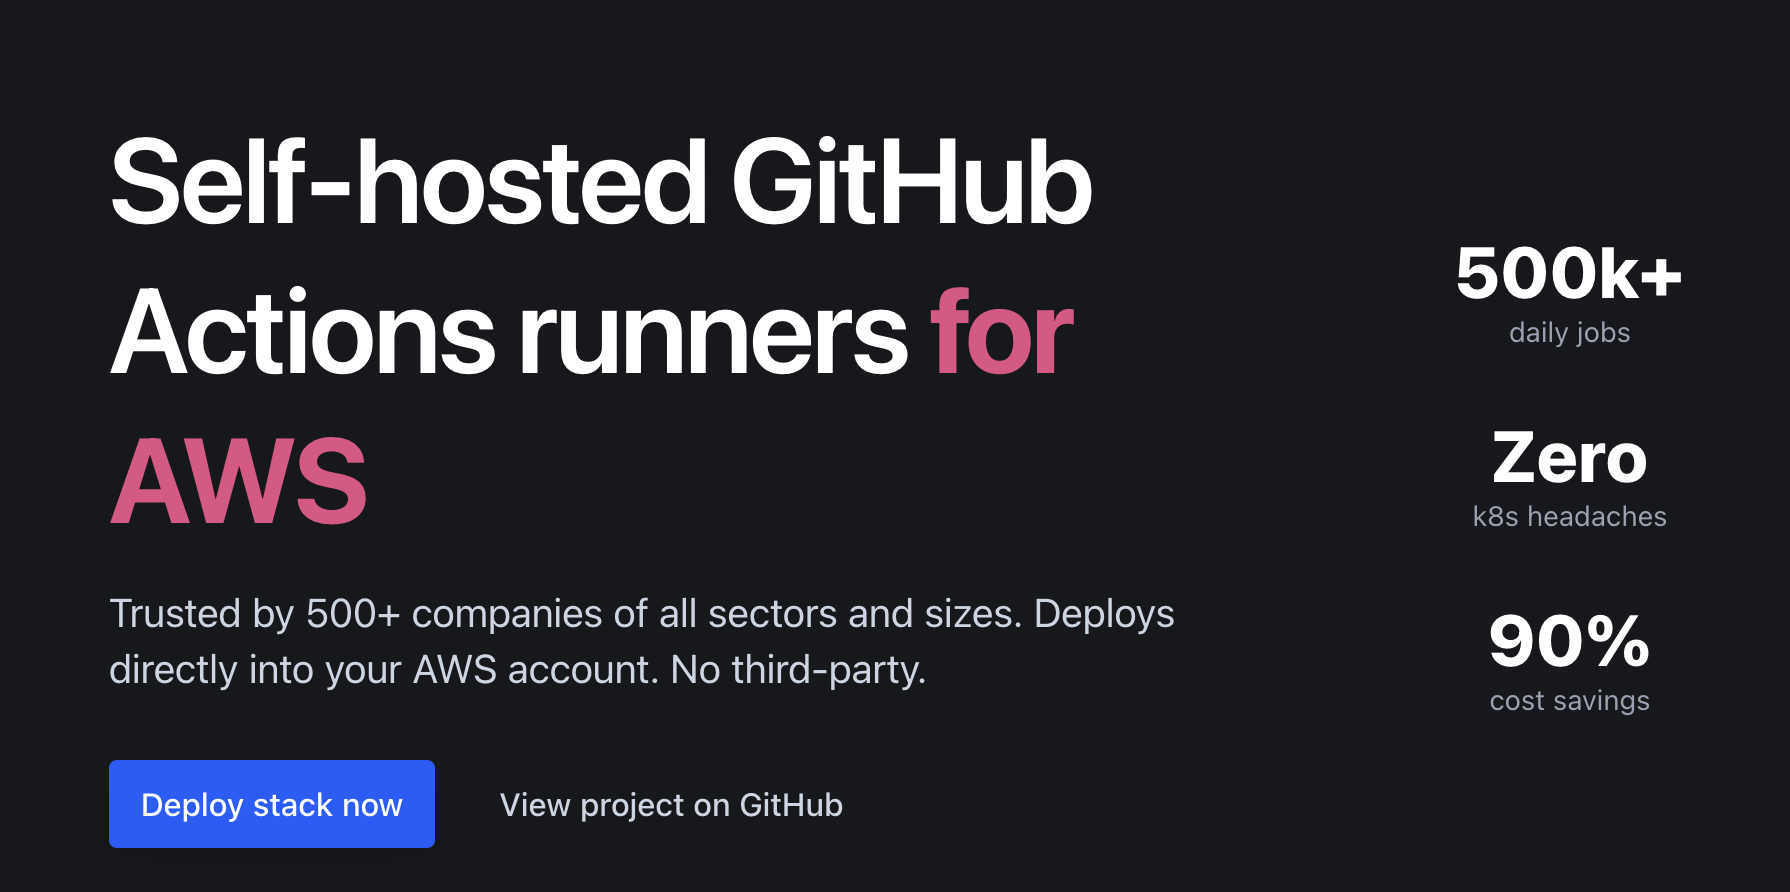 Self-hosted GitHub
Actions runners for
AWS
Trusted by 500+ companies of all sectors and sizes. Deploys
directly into your AWS account. No third-party.
Deploy stack now
View project on GitHub
500k+
daily jobs
Zero
k8s headaches
90%
cost savings